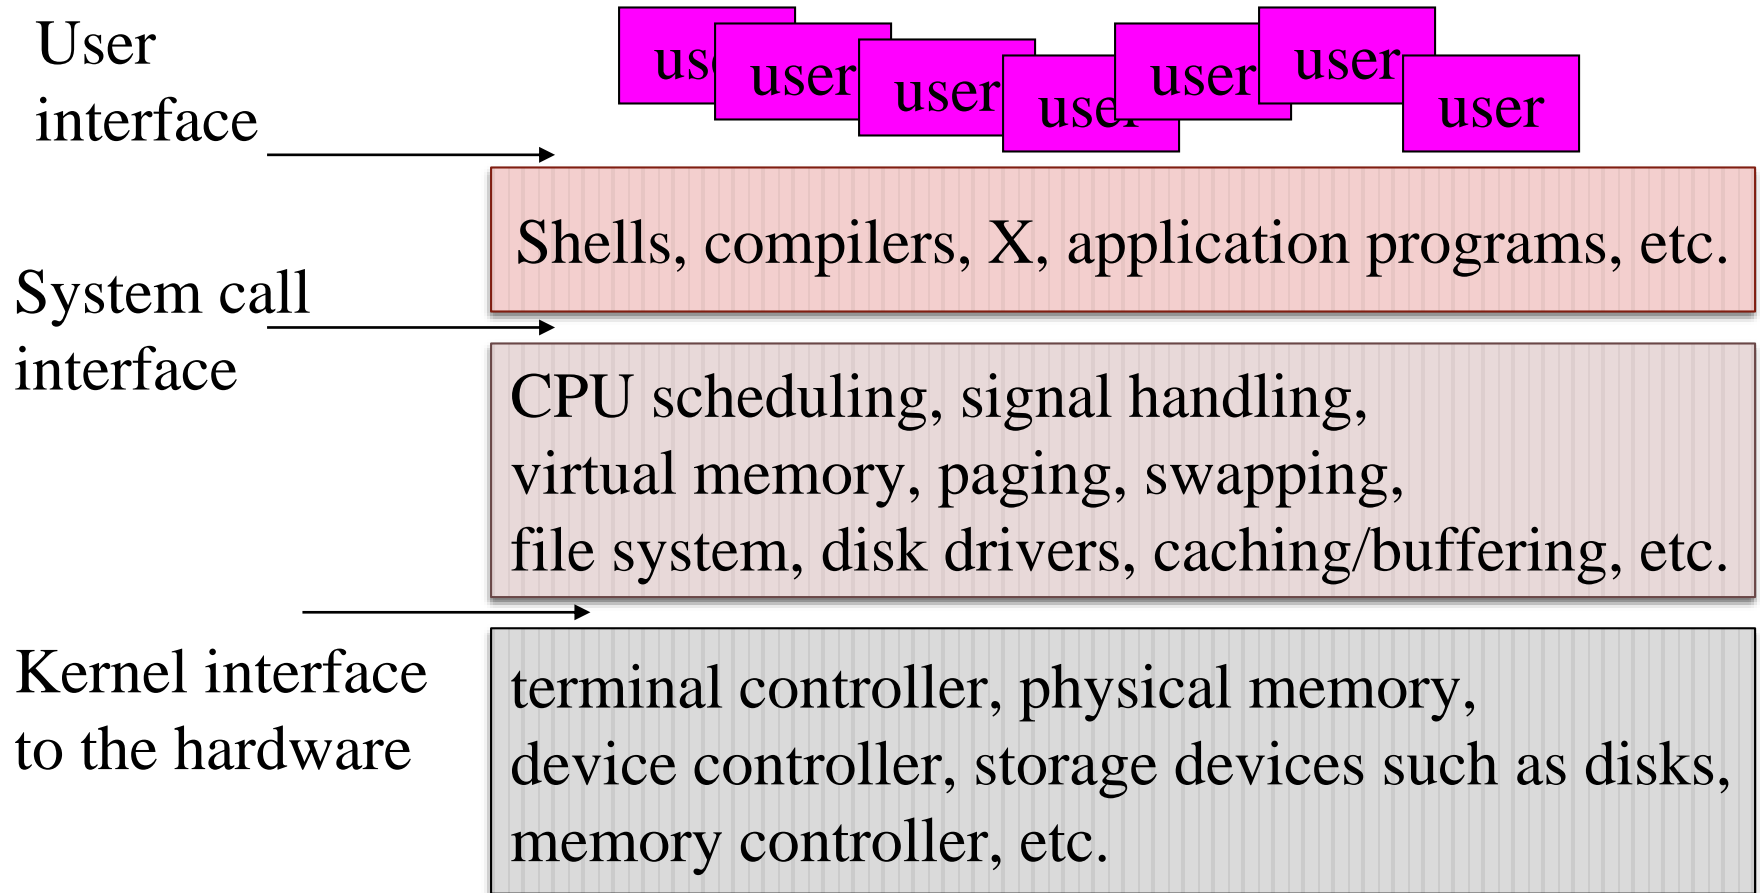 User
interface
us
user
user
user
user
user
user
Shells, compilers, X, application programs, etc.
System call
interface
CPU scheduling, signal handling,
virtual memory, paging, swapping,
file system, disk drivers, caching/buffering, etc.
Kernel interface
to the hardware
terminal controller, physical memory,
device controller, storage devices such as disks,
memory controller, etc.